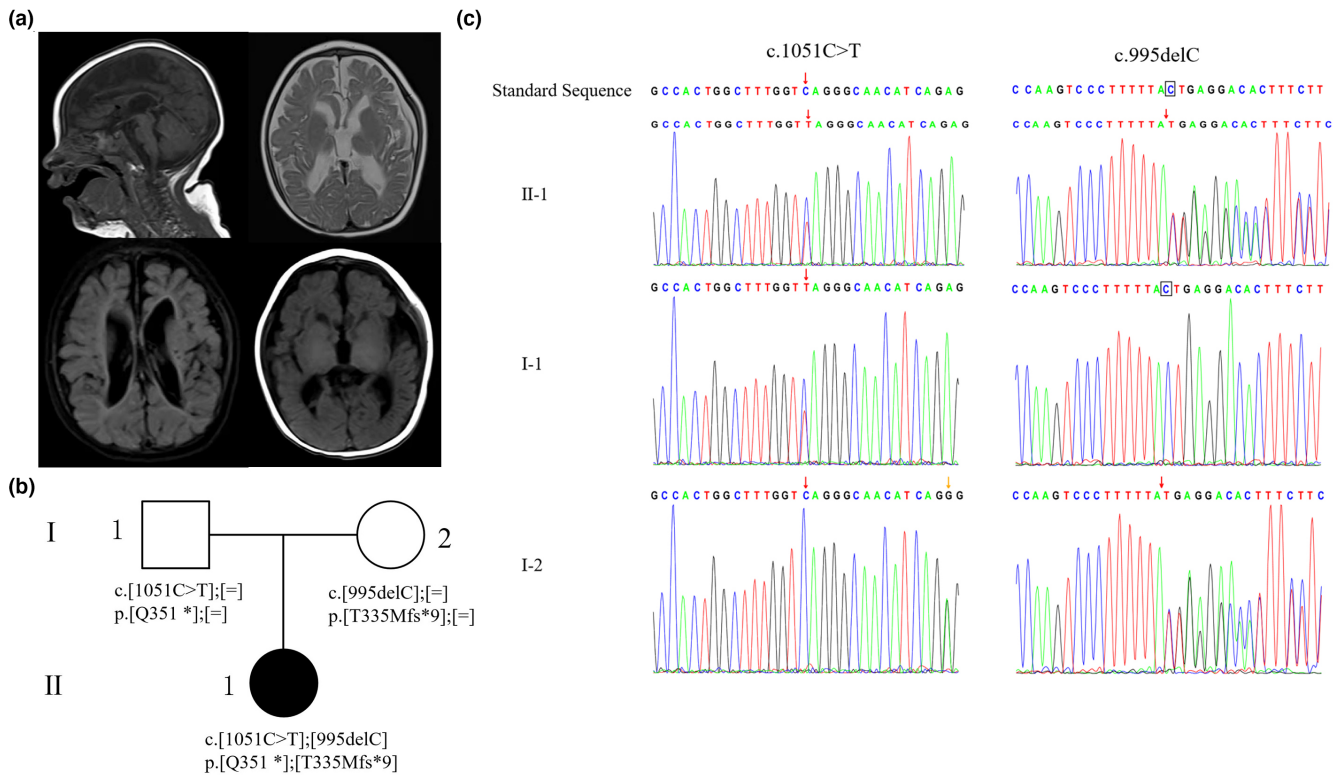 (a)
(b)
I
1
2
c.[1051C>T];[=]
p.[Q351 *];[=]
c.[995delC];[=]
p.[T335Mfs*9];[=]
II
1
c.[1051C>T];[995delC]
p.[Q351 *];[T335Mfs*9]
(c)
c.1051C>T
c.995delC
Standard Sequence
GCCACTGGCTTTGGTCAGGGCAACATCAGAG
CCAAGTCCCTTTTTACTGAGGACACTTTCTT
GCCACTGGCTTTGGTTAGGGCAACATCAGAG
CCAAGTCCCTTTTTATGAGGACACTTTCTTC
II-1
GCCACTGGCTTTGGTTAGGGCAACATCAGAG
CCAAGTCCCTTTTTACTGAGGACACTTTCTT
I-1
GCCACTGGCTTTGGTCAGGGCAACATCAGGG
CCAAGTCCCTTTTTATGAGGACACTTTCTTC
I-2